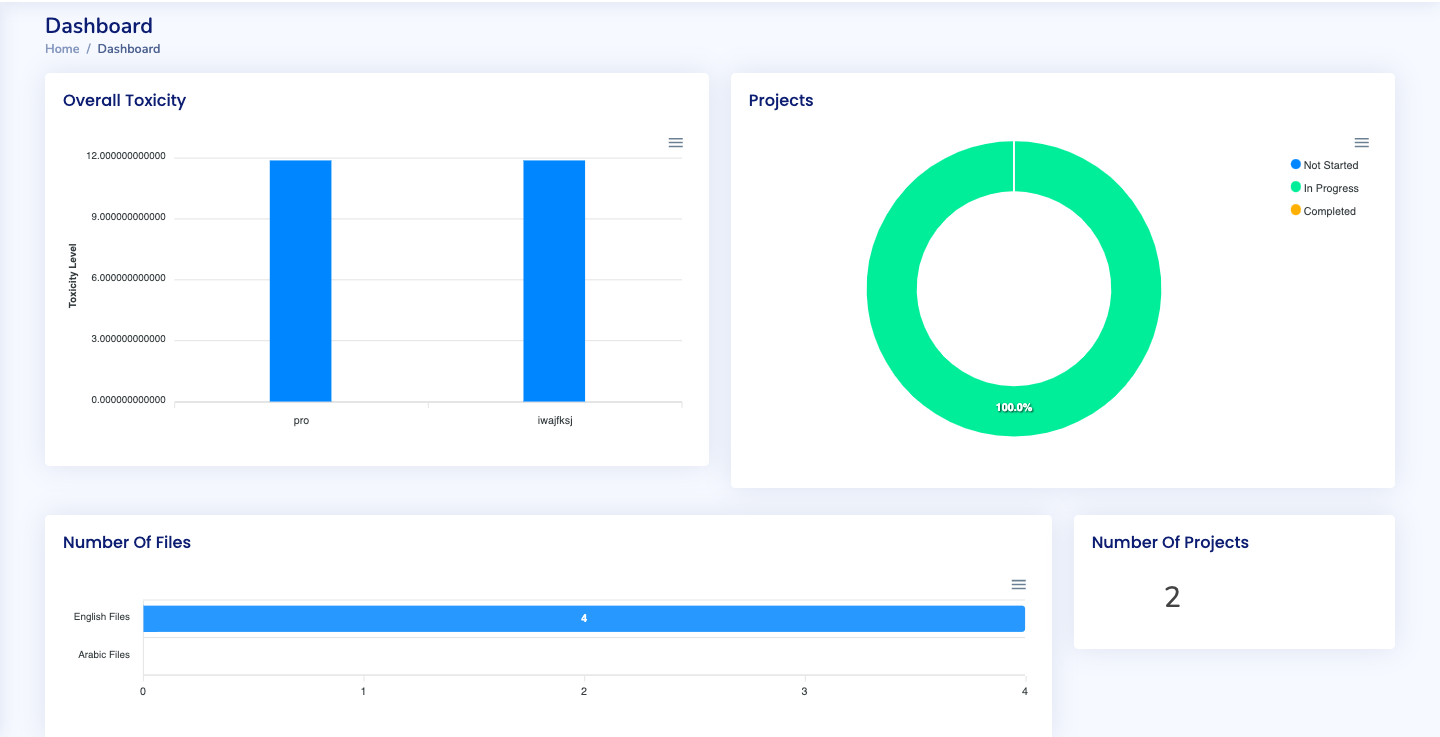 Dashboard
Home / Dashboard
Overall Toxicity
12.000000000000
9.000000000000
6.000000000000
3.000000000000
0.000000000000
Toxicity Level
pro
iwajfksj
Projects
Not Started
In Progress
Completed
100.0%
Number Of Files
English Files
4
Arabic Files
0 1 2 3 4
Number Of Projects
2